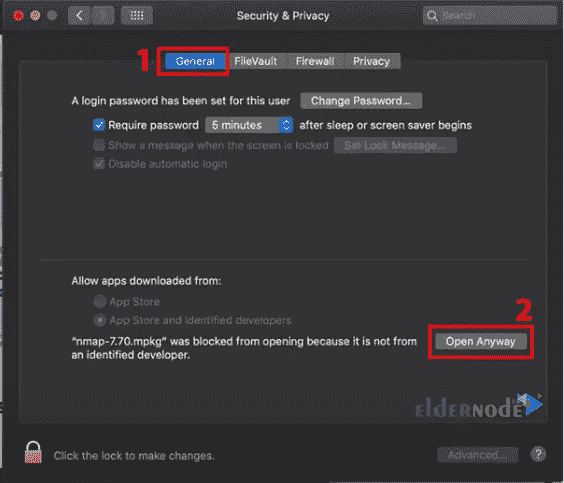 Security & Privacy
Search
1
General
FileVault
Firewall
Privacy
A login password has been set for this user
Change Password...
Require password
5 minutes
after sleep or screen saver begins
Show a message when the screen is locked
Set Lock Message...
Disable automatic login
Allow apps downloaded from:
App Store
App Store and identified developers
2
“nmap-7.70.mpkg” was blocked from opening because it is not from
an identified developer.
Open Anyway
ELDERNODE
Click the lock to make changes.
Advanced...
?